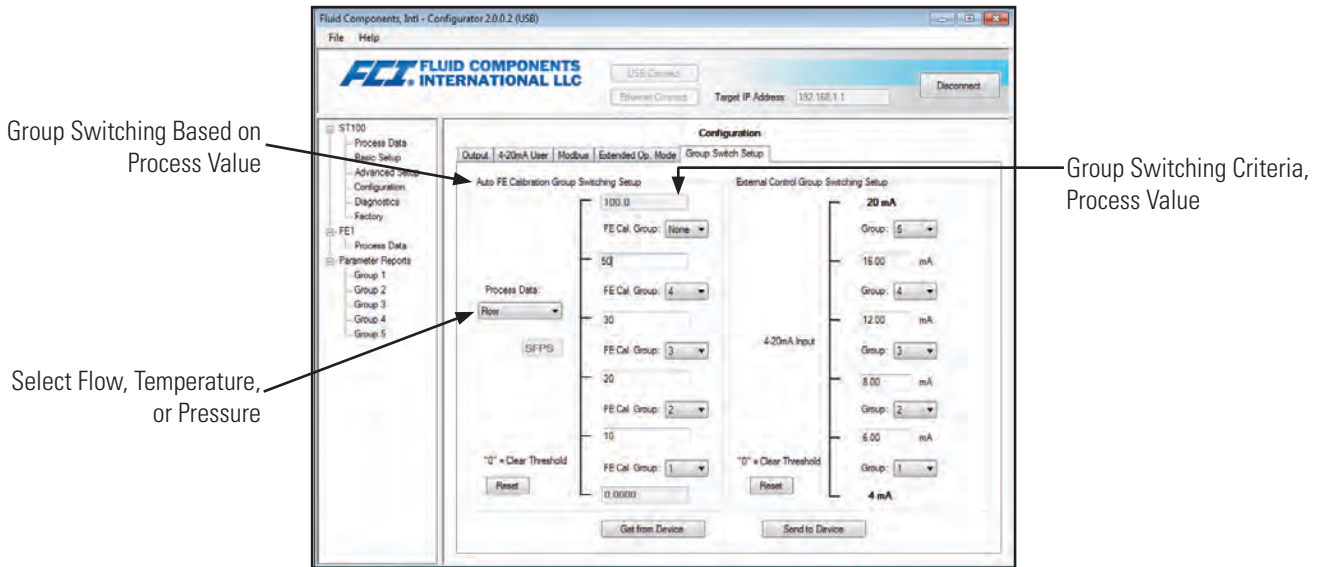 Fluid Components, Intl - Configurator 2.0.0.2 (USB)
File Help
FCI. FLUID COMPONENTS
INTERNATIONAL LLC
USB Connect
Ethernet Connect
Target IP Address: 192.168.1.1
Disconnect
Group Switching Based on
Process Value
Select Flow, Temperature,
or Pressure
Group Switching Criteria,
Process Value
ST100
Process Data
Basic Setup
Advanced Setup
Configuration
Diagnostics
Factory
FE1
Process Data
Parameter Reports
Group 1
Group 2
Group 3
Group 4
Group 5
Configuration
Output 4-20mA User Modbus Extended Op. Mode Group Switch Setup
Auto FE Calibration Group Switching Setup
100.0
FE Cal. Group: None
50
FE Cal. Group: 4
30
FE Cal. Group: 3
20
FE Cal. Group: 2
10
FE Cal. Group: 1
0.0000
Process Data:
Flow
SFPS
"0" = Clear Threshold
Reset
External Control Group Switching Setup
20 mA
Group: 5
16.00 mA
Group: 4
12.00 mA
Group: 3
8.00 mA
Group: 2
6.00 mA
Group: 1
4 mA
4-20mA Input
"0" = Clear Threshold
Reset
Get from Device
Send to Device